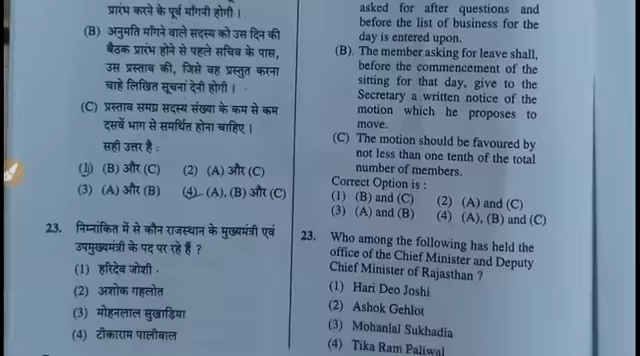 प्रारंभ करने के पूर्व माँगनी होगी ।
(B) अनुमति माँगने वाले सदस्य को उस दिन की
बैठक प्रारंभ होने से पहले सचिव के पास,
उस प्रस्ताव की, जिसे वह प्रस्तुत करना
चाहे लिखित सूचना देनी होगी ।
(C) प्रस्ताव समग्र सदस्य संख्या के कम से कम
दसवें भाग से समर्थित होना चाहिए ।
सही उत्तर है :
(1) (B) और (C) (2) (A) और (C)
(3) (A) और (B) (4) (A), (B) और (C)
23. निम्नांकित में से कौन राजस्थान के मुख्यमंत्री एवं
उपमुख्यमंत्री के पद पर रहे हैं ?
(1) हरिदेव जोशी
(2) अशोक गहलोत
(3) मोहनलाल सुखाड़िया
(4) टीकाराम पालीवाल
asked for after questions and
before the list of business for the
day is entered upon.
(B). The member asking for leave shall,
before the commencement of the
sitting for that day, give to the
Secretary a written notice of the
motion which he proposes to
move.
(C) The motion should be favoured by
not less than one tenth of the total
number of members.
Correct Option is :
(1) (B) and (C) (2) (A) and (C)
(3) (A) and (B) (4) (A), (B) and (C)
23. Who among the following has held the
office of the Chief Minister and Deputy
Chief Minister of Rajasthan ?
(1) Hari Deo Joshi
(2) Ashok Gehlot
(3) Mohanlal Sukhadia
(4) Tika Ram Paliwal